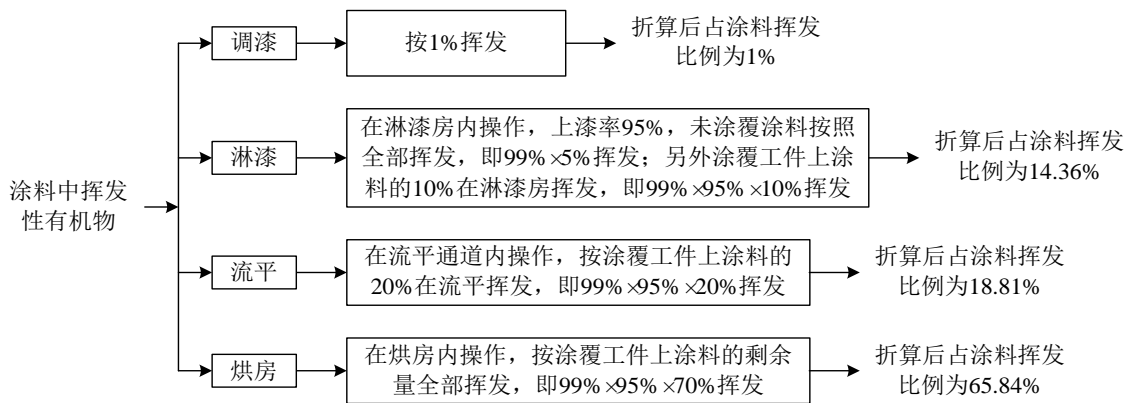 涂料中挥发
性有机物
调漆
按1%挥发
折算后占涂料挥发
比例为1%
淋漆
在淋漆房内操作，上漆率95%，未涂覆涂料按照
全部挥发，即99%×5%挥发；另外涂覆工件上涂
料的10%在淋漆房挥发，即99%×95%×10%挥发
折算后占涂料挥发
比例为14.36%
流平
在流平通道内操作，按涂覆工件上涂料的
20%在流平挥发，即99%×95%×20%挥发
折算后占涂料挥发
比例为18.81%
烘房
在烘房内操作，按涂覆工件上涂料的剩余
量全部挥发，即99%×95%×70%挥发
折算后占涂料挥发
比例为65.84%